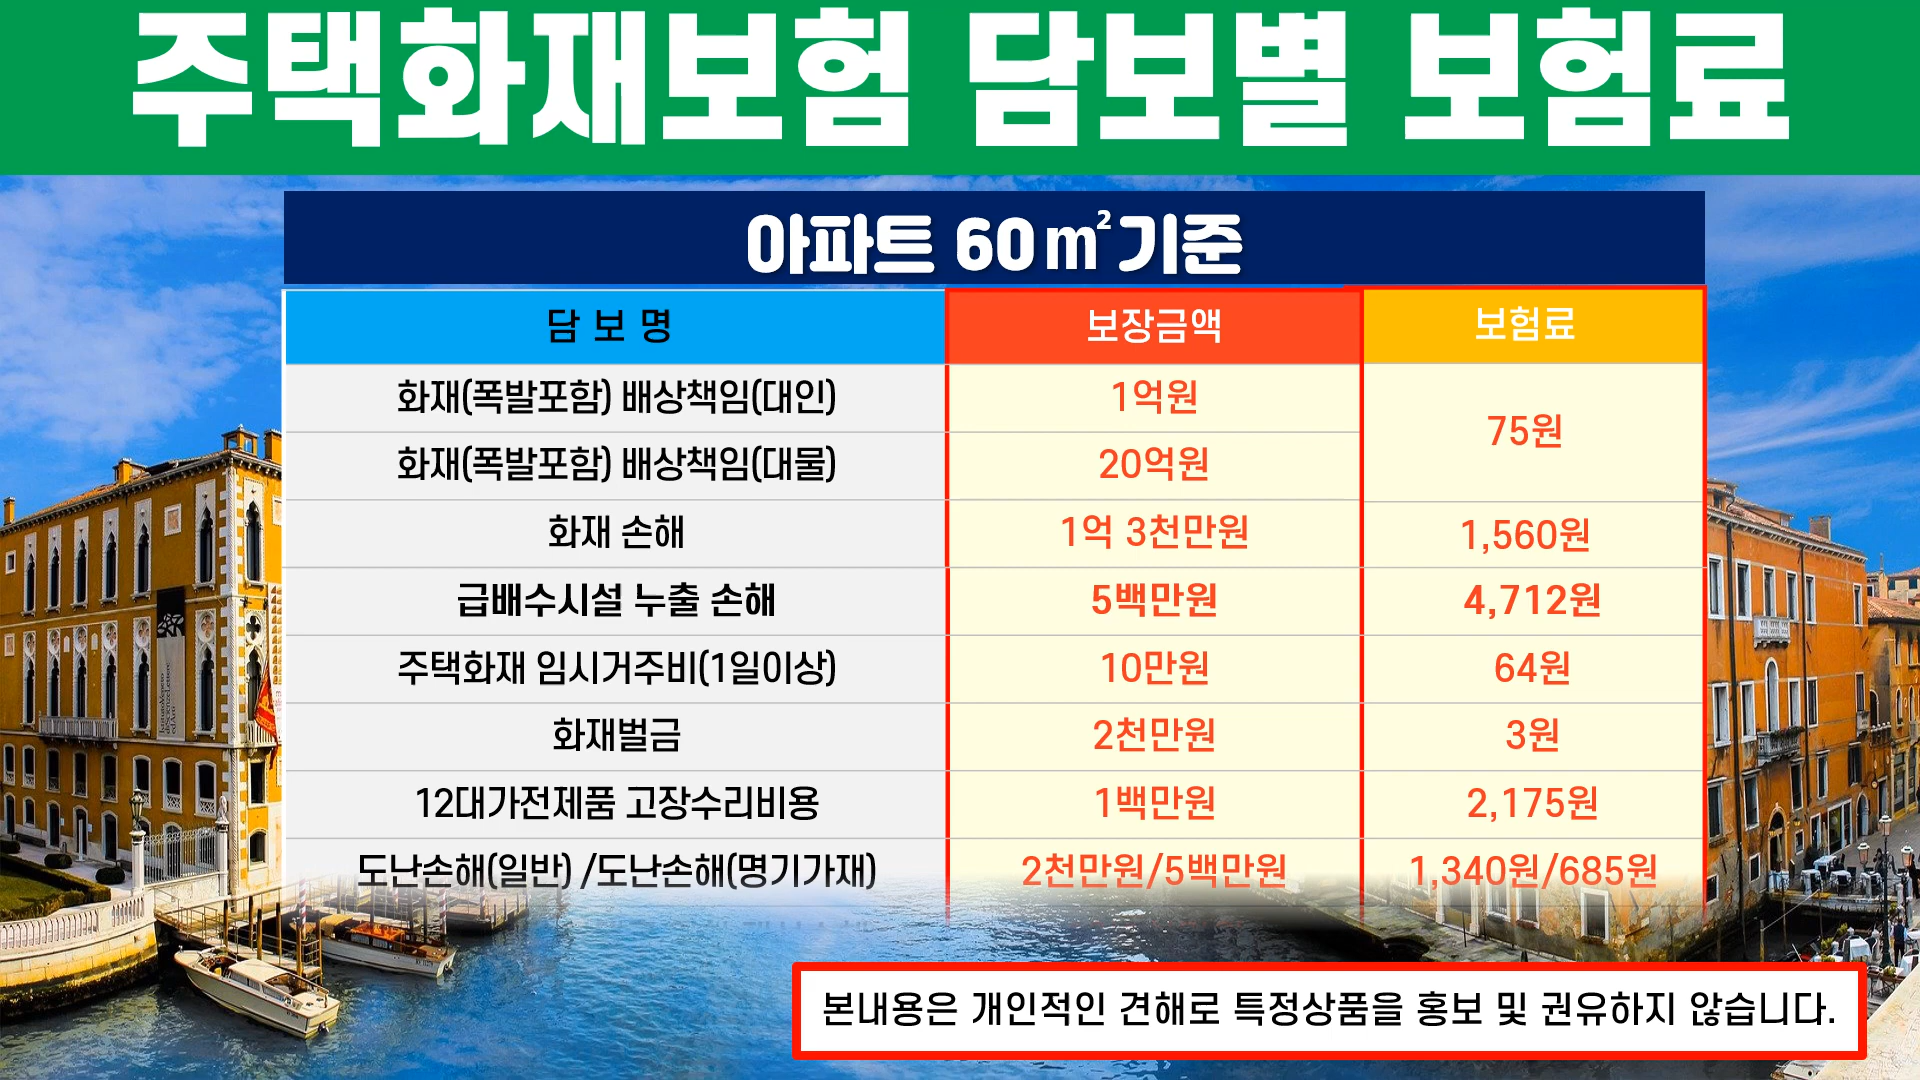 주택화재보험 담보별 보험료
아파트 60㎡기준
담 보 명 보장금액 보험료
화재(폭발포함) 배상책임(대인) 1억원 75원
화재(폭발포함) 배상책임(대물) 20억원
화재 손해 1억 3천만원 1,560원
급배수시설 누출 손해 5백만원 4,712원
주택화재 임시거주비(1일이상) 10만원 64원
화재벌금 2천만원 3원
12대가전제품 고장수리비용 1백만원 2,175원
도난손해(일반) /도난손해(명기가재) 2천만원/5백만원 1,340원/685원
본내용은 개인적인 견해로 특정상품을 홍보 및 권유하지 않습니다.